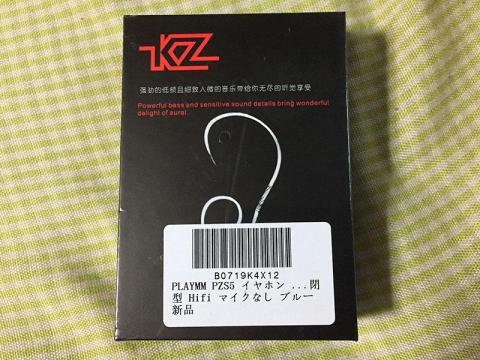 KZ
强劲的低频且细致入微的音乐带给你无尽的听觉享受
Powerful bass and sensitive sound details bring wonderful
delight of aural.
B0719K4X12
PLAYMM PZS5 イヤホン ...閉
型 Hifi マイクなし ブルー
新品